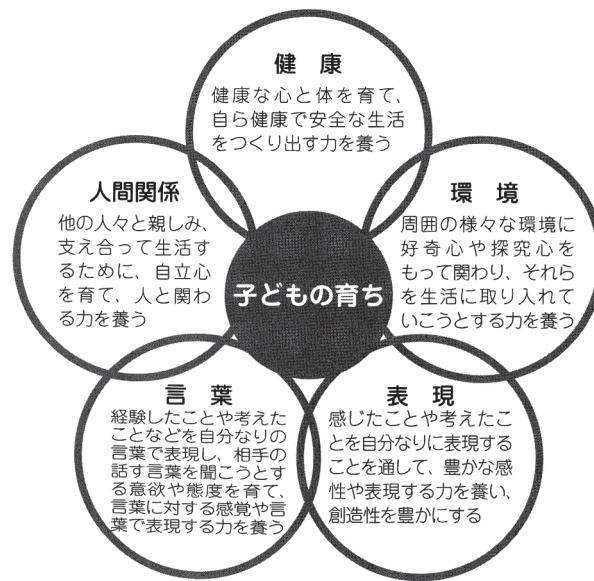 健　康
健康な心と体を育て、
自ら健康で安全な生活
をつくり出す力を養う
人間関係
他の人々と親しみ、
支え合って生活す
るために、自立心
を育て、人と関わ
る力を養う
環　境
周囲の様々な環境に
好奇心や探究心を
もって関わり、それら
を生活に取り入れて
いこうとする力を養う
子どもの育ち
言　葉
経験したことや考えた
ことなどを自分なりの
言葉で表現し、相手の
話す言葉を聞こうとす
る意欲や態度を育て、
言葉に対する感覚や言
葉で表現する力を養う
表　現
感じたことや考えたこ
とを自分なりに表現する
ことを通して、豊かな感
性や表現する力を養い、
創造性を豊かにする